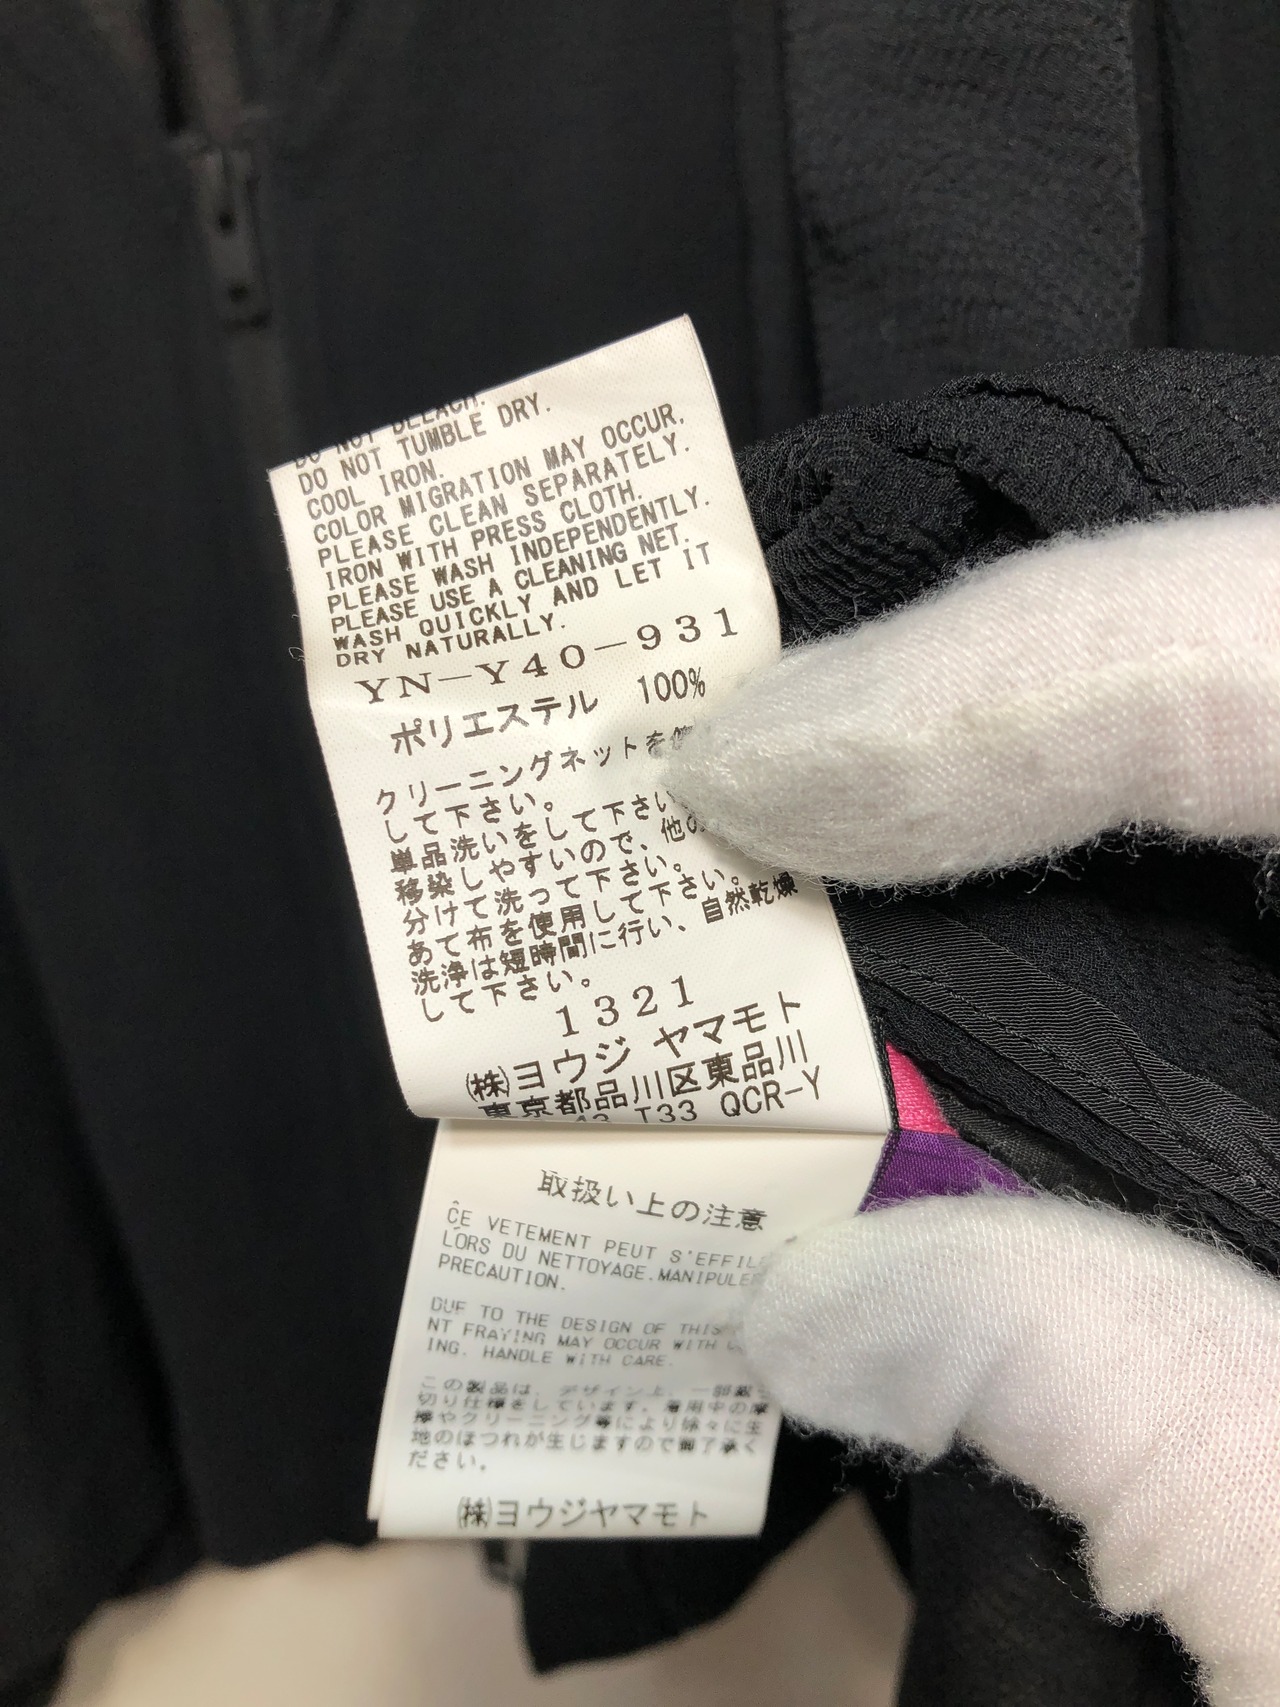 DO NOT BLEACH.
DO NOT TUMBLE DRY.
COOL IRON.
COLOR MIGRATION MAY OCCUR,
PLEASE CLEAN SEPARATELY.
IRON WITH PRESS CLOTH.
PLEASE WASH INDEPENDENTLY.
PLEASE USE A CLEANING NET.
WASH QUICKLY AND LET IT
DRY NATURALLY.
YN-Y40-931
ポリエステル 100%
クリーニングネットを
して下さい。
単品洗いをして下さい
移染しやすいので、他の
分けて洗って下さい。
あて布を使用して下さい。
洗浄は短時間に行い、自然乾燥
して下さい。
1321
㈱ヨウジ ヤマモト
東京都品川区東品川
T33 QCR-Y
取扱い上の注意
CE VETEMENT PEUT S'EFFIL
LORS DU NETTOYAGE.MANIPULER
PRECAUTION.
DUE TO THE DESIGN OF THIS
NT FRAYING MAY OCCUR WITH
ING. HANDLE WITH CARE.
この製品は、デザイン上、一部
切り仕様をしています。着用中の摩
擦やクリーニング等により徐々に生
地のほつれが生じますので御了承く
ださい。
㈱ヨウジヤマモト